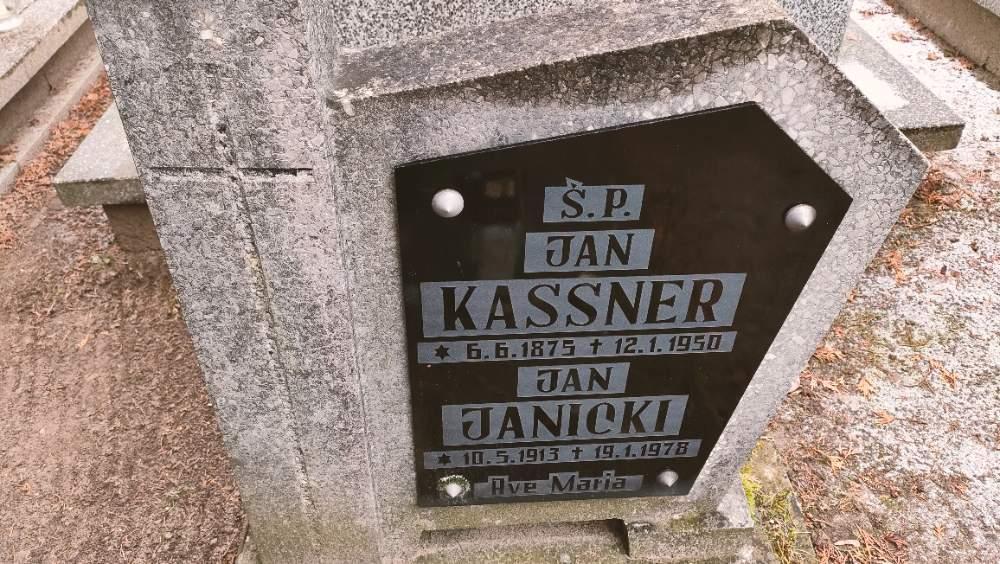 Š.P.
JAN
KASSNER
* 6.6.1875 † 12.1.1950
JAN
JANICKI
* 10.5.1913 † 19.1.1978
Ave Maria